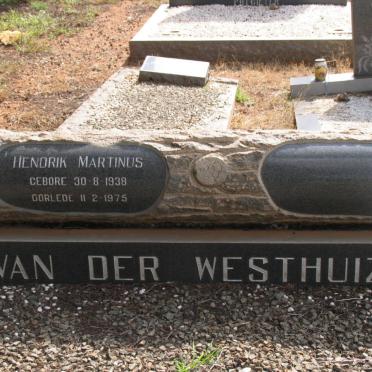 HENDRIK MARTINUS
GEBORE 30-8-1938
OORLEDE 11-2-1975
VAN DER WESTHUIZ